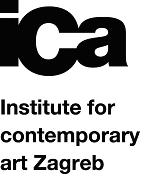 ica
Institute for
contemporary
art Zagreb